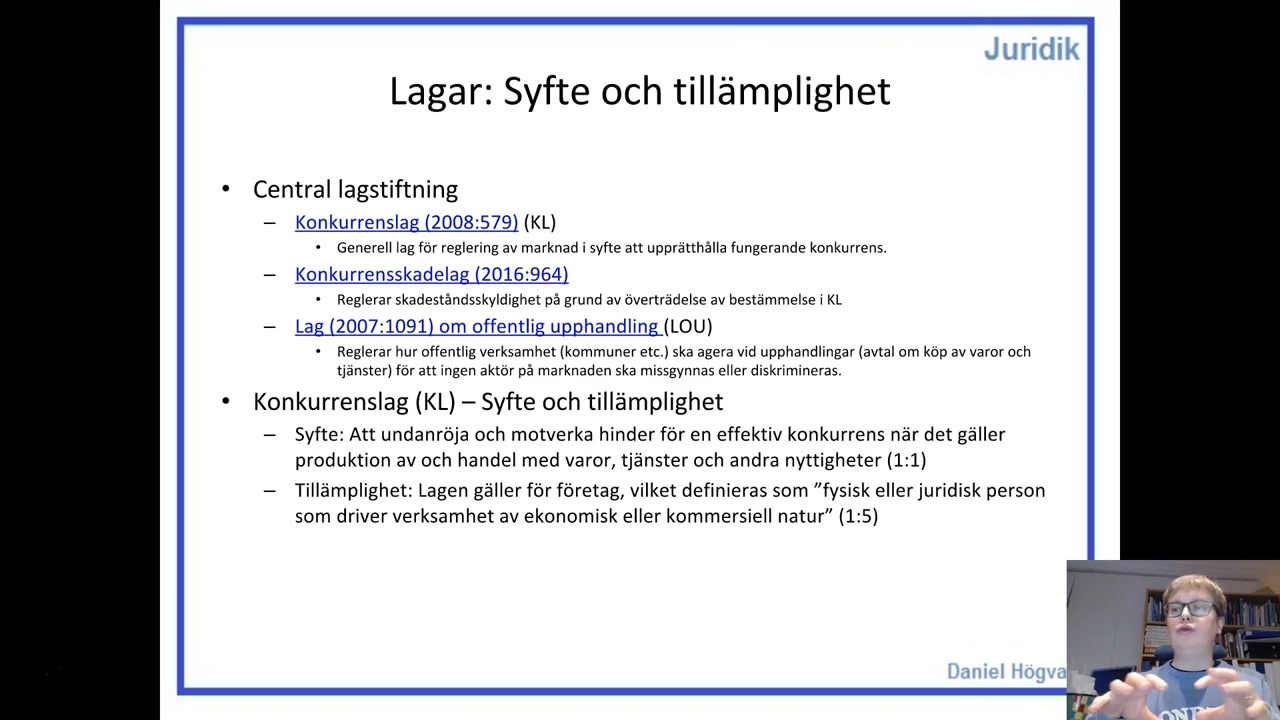 Juridik
Lagar: Syfte och tillämplighet
• Central lagstiftning
– Konkurrenslag (2008:579) (KL)
• Generell lag för reglering av marknad i syfte att upprätthålla fungerande konkurrens.
– Konkurrensskadelag (2016:964)
• Reglerar skadeståndsskyldighet på grund av överträdelse av bestämmelse i KL
– Lag (2007:1091) om offentlig upphandling (LOU)
• Reglerar hur offentlig verksamhet (kommuner etc.) ska agera vid upphandlingar (avtal om köp av varor och
tjänster) för att ingen aktör på marknaden ska missgynnas eller diskrimineras.
• Konkurrenslag (KL) – Syfte och tillämplighet
– Syfte: Att undanröja och motverka hinder för en effektiv konkurrens när det gäller
produktion av och handel med varor, tjänster och andra nyttigheter (1:1)
– Tillämplighet: Lagen gäller för företag, vilket definieras som ”fysisk eller juridisk person
som driver verksamhet av ekonomisk eller kommersiell natur” (1:5)
Daniel Högva